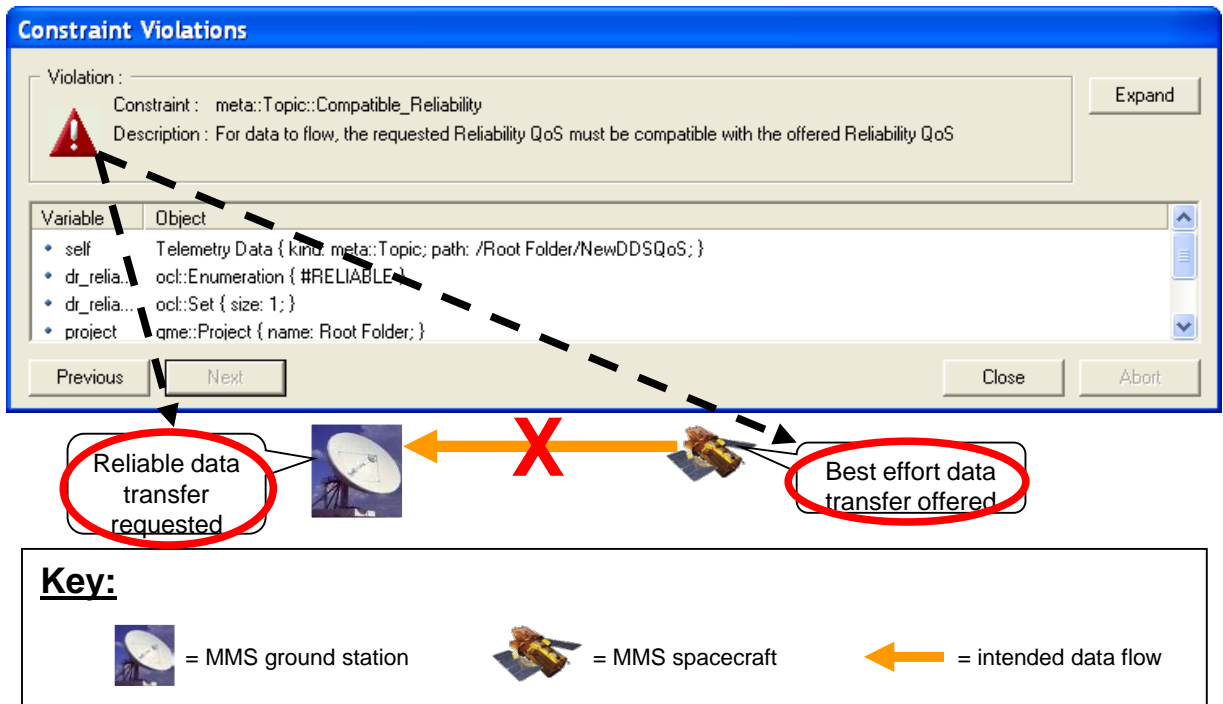 Constraint Violations
Violation :
Constraint : meta::Topic::Compatible_Reliability
Description : For data to flow, the requested Reliability QoS must be compatible with the offered Reliability QoS
Expand
Variable Object
self Telemetry Data { kind: meta::Topic; path: /Root Folder/NewDDSQoS; }
dr_relia... ocl::Enumeration { #RELIABLE }
dr_relia... ocl::Set { size: 1; }
project gme::Project { name: Root Folder; }
Previous Next Close Abort
Reliable data
transfer
requested
X
Best effort data
transfer offered
Key:
= MMS ground station
= MMS spacecraft
= intended data flow